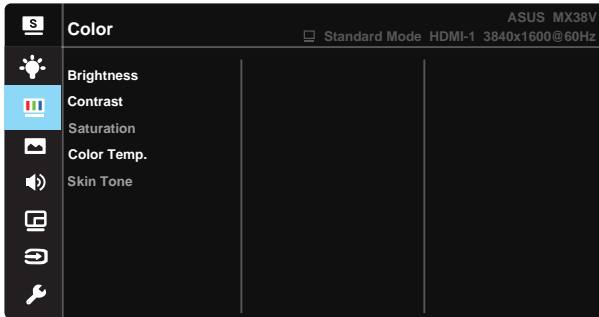 S
Color
ASUS MX38V
Standard Mode HDMI-1 3840x1600@60Hz
Brightness
Contrast
Saturation
Color Temp.
Skin Tone